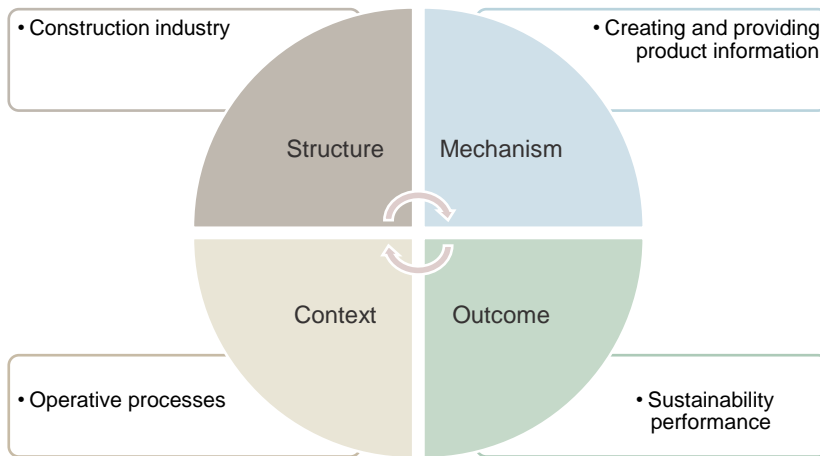 • Construction industry
• Creating and providing
product information
Structure
Mechanism
Context
Outcome
• Operative processes
• Sustainability
performance